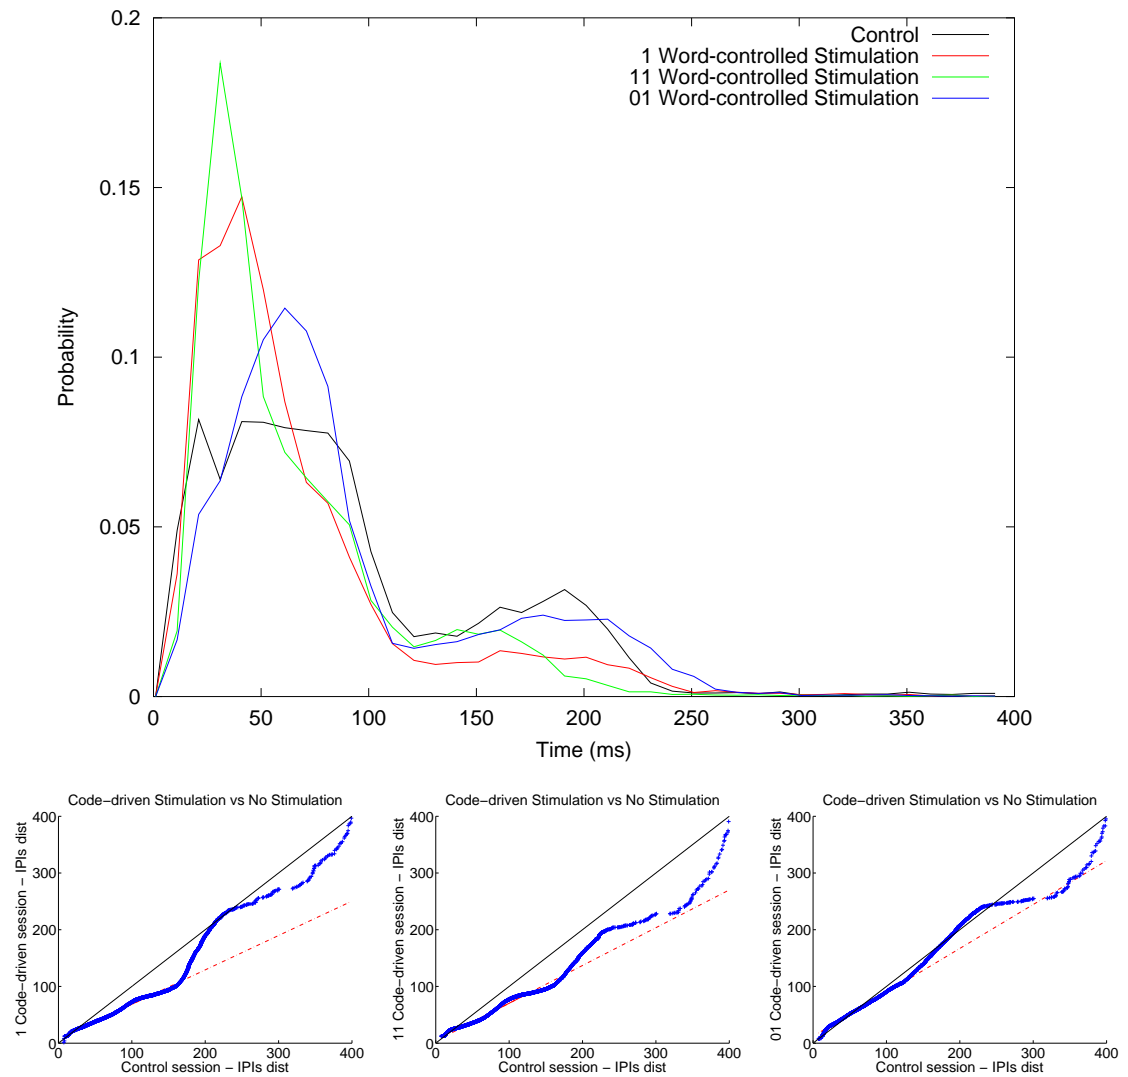 0.2
0.15
0.1
0.05
0
Probability
Control
1 Word-controlled Stimulation
11 Word-controlled Stimulation
01 Word-controlled Stimulation
0 50 100 150 200 250 300 350 400
Time (ms)
Code-driven Stimulation vs No Stimulation
400
300
200
100
0
1 Code-driven session - IPIs dist
0 100 200 300 400
Control session - IPIs dist
Code-driven Stimulation vs No Stimulation
400
300
200
100
0
11 Code-driven session - IPIs dist
0 100 200 300 400
Control session - IPIs dist
Code-driven Stimulation vs No Stimulation
400
300
200
100
0
01 Code-driven session - IPIs dist
0 100 200 300 400
Control session - IPIs dist